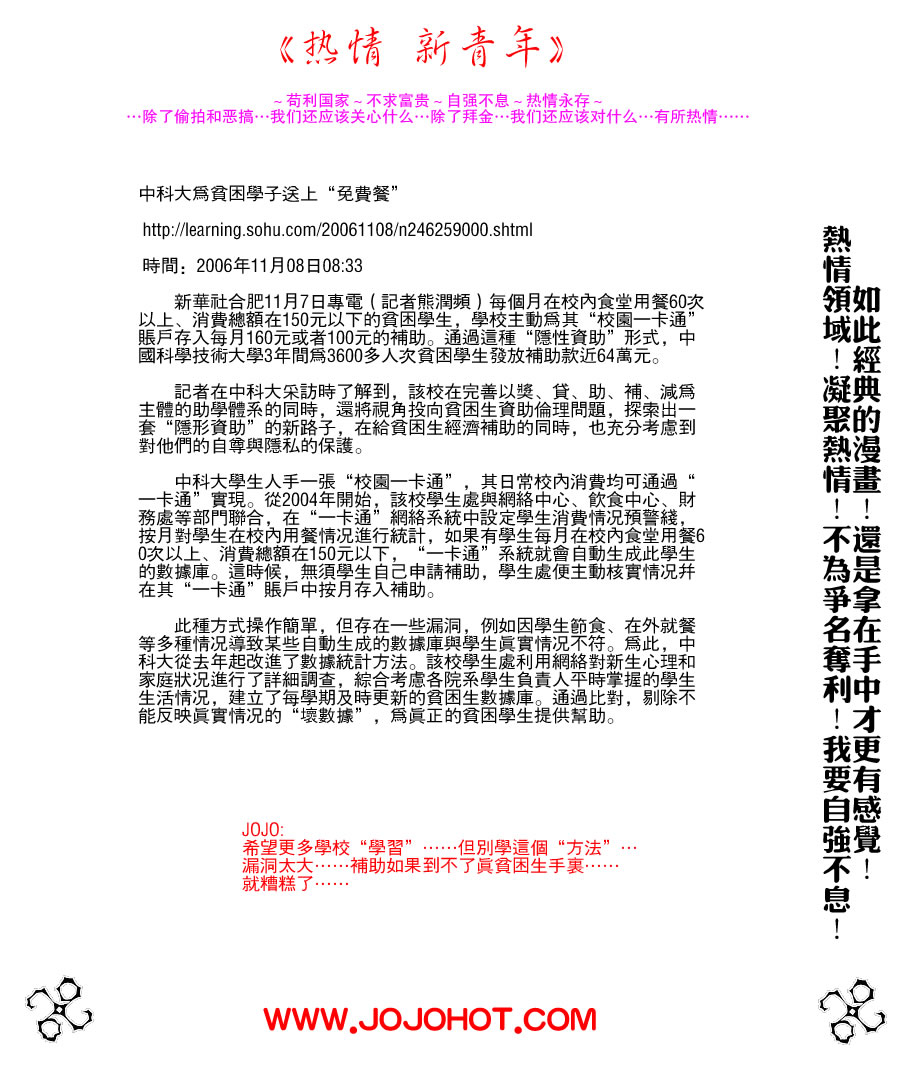 《热情 新青年》
~苟利国家~不求富贵~自强不息~热情永存~
…除了偷拍和恶搞…我们还应该关心什么…除了拜金…我们还应该对什么…有所热情……
中科大爲貧困學子送上“免費餐”
http://learning.sohu.com/20061108/n246259000.shtml
時間：2006年11月08日08:33
新華社合肥11月7日專電（記者熊潤頻）每個月在校內食堂用餐60次
以上、消費總額在150元以下的貧困學生，學校主動爲其“校園一卡通”
賬戶存入每月160元或者100元的補助。通過這種“隱性資助”形式，中
國科學技術大學3年間爲3600多人次貧困學生發放補助款近64萬元。
記者在中科大采訪時了解到，該校在完善以獎、貸、助、補、減爲
主體的助學體系的同時，還將視角投向貧困生資助倫理問題，探索出一
套“隱形資助”的新路子，在給貧困生經濟補助的同時，也充分考慮到
對他們的自尊與隱私的保護。
中科大學生人手一張“校園一卡通”，其日常校內消費均可通過“
一卡通”實現。從2004年開始，該校學生處與網絡中心、飲食中心、財
務處等部門聯合，在“一卡通”網絡系統中設定學生消費情況預警綫，
按月對學生在校內用餐情況進行統計，如果有學生每月在校內食堂用餐6
0次以上、消費總額在150元以下，“一卡通”系統就會自動生成此學生
的數據庫。這時候，無須學生自己申請補助，學生處便主動核實情況幷
在其“一卡通”賬戶中按月存入補助。
此種方式操作簡單，但存在一些漏洞，例如因學生節食、在外就餐
等多種情況導致某些自動生成的數據庫與學生眞實情況不符。爲此，中
科大從去年起改進了數據統計方法。該校學生處利用網絡對新生心理和
家庭狀況進行了詳細調查，綜合考慮各院系學生負責人平時掌握的學生
生活情況，建立了每學期及時更新的貧困生數據庫。通過比對，剔除不
能反映眞實情況的“壞數據”，爲眞正的貧困學生提供幫助。
JOJO:
希望更多學校“學習”……但別學這個“方法”…
漏洞太大……補助如果到不了眞貧困生手裏……
就糟糕了……
如此經典的漫畫！還是拿在手中才更有感覺！
熱情領域！凝聚熱情！不為爭名奪利！我要自強不息！
WWW.JOJOHOT.COM